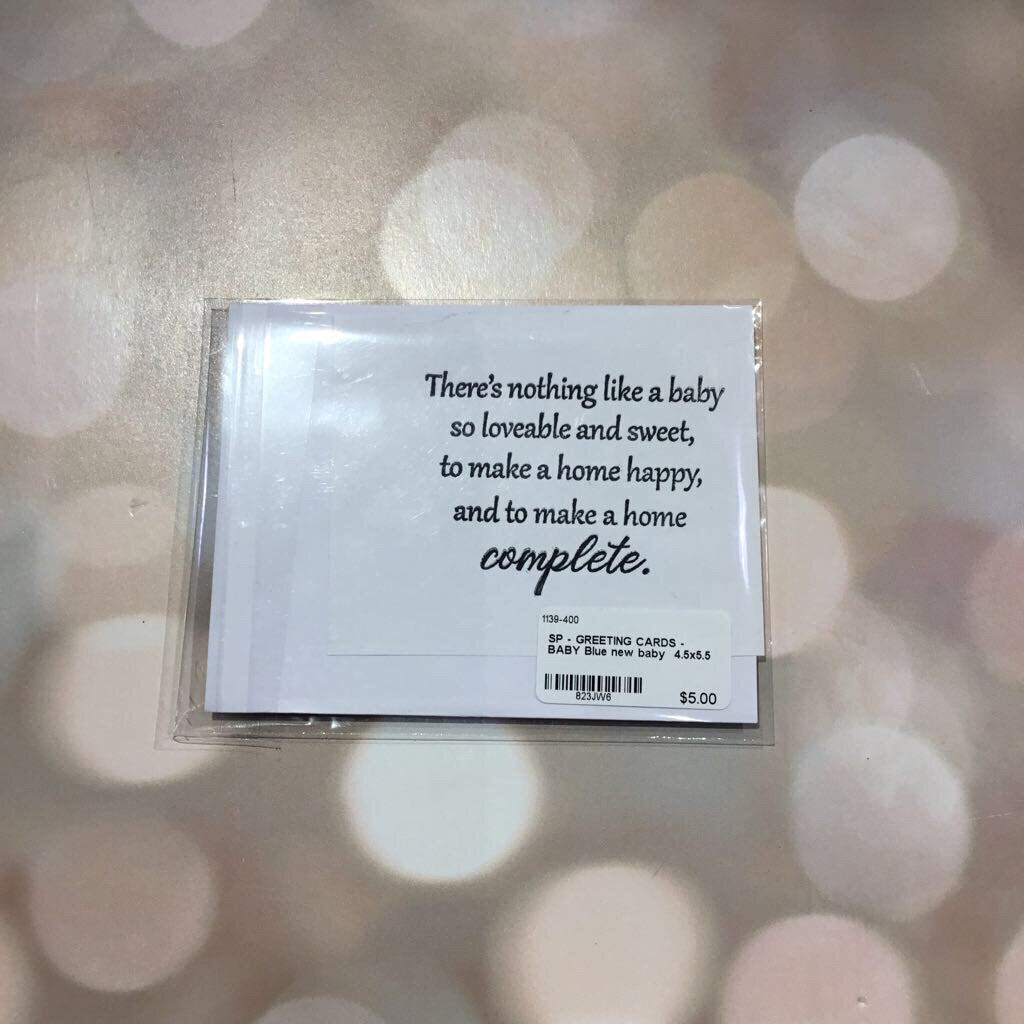 There's nothing like a baby
so loveable and sweet,
to make a home happy,
and to make a home
complete.
1139-400
SP - GREETING CARDS -
BABY Blue new baby 4.5x5.5
823JW6
$5.00